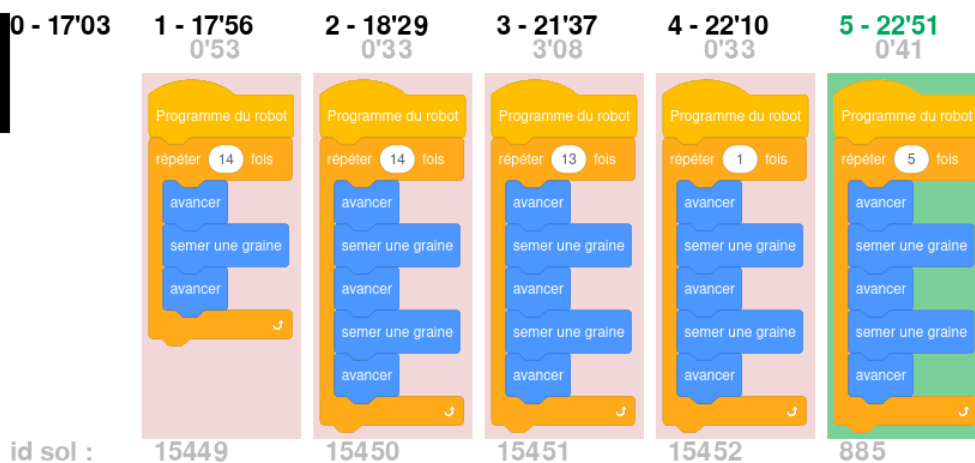 0 - 17'03 1 - 17'56 2 - 18'29 3 - 21'37 4 - 22'10 5 - 22'51
0'53 0'33 3'08 0'33 0'41
Programme du robot Programme du robot Programme du robot Programme du robot Programme du robot
répéter 14 fois répéter 14 fois répéter 13 fois répéter 1 fois répéter 5 fois
avancer avancer avancer avancer avancer
semer une graine semer une graine semer une graine semer une graine semer une graine
avancer avancer avancer avancer avancer
semer une graine semer une graine semer une graine semer une graine
avancer avancer avancer avancer
id sol : 15449 15450 15451 15452 885